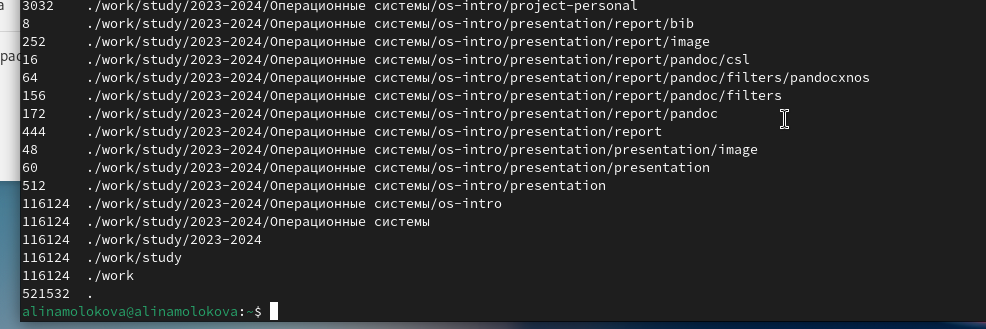 3032    ./work/study/2023-2024/Операционные системы/os-intro/project-personal
8       ./work/study/2023-2024/Операционные системы/os-intro/presentation/report/bib
252     ./work/study/2023-2024/Операционные системы/os-intro/presentation/report/image
16      ./work/study/2023-2024/Операционные системы/os-intro/presentation/report/pandoc/csl
64      ./work/study/2023-2024/Операционные системы/os-intro/presentation/report/pandoc/filters/pandocxnos
156     ./work/study/2023-2024/Операционные системы/os-intro/presentation/report/pandoc/filters
172     ./work/study/2023-2024/Операционные системы/os-intro/presentation/report/pandoc
444     ./work/study/2023-2024/Операционные системы/os-intro/presentation/report
48      ./work/study/2023-2024/Операционные системы/os-intro/presentation/presentation/image
60      ./work/study/2023-2024/Операционные системы/os-intro/presentation/presentation
512     ./work/study/2023-2024/Операционные системы/os-intro/presentation
116124  ./work/study/2023-2024/Операционные системы/os-intro
116124  ./work/study/2023-2024/Операционные системы
116124  ./work/study/2023-2024
116124  ./work/study
116124  ./work
521532  .
alinamolokova@alinamolokova:~$